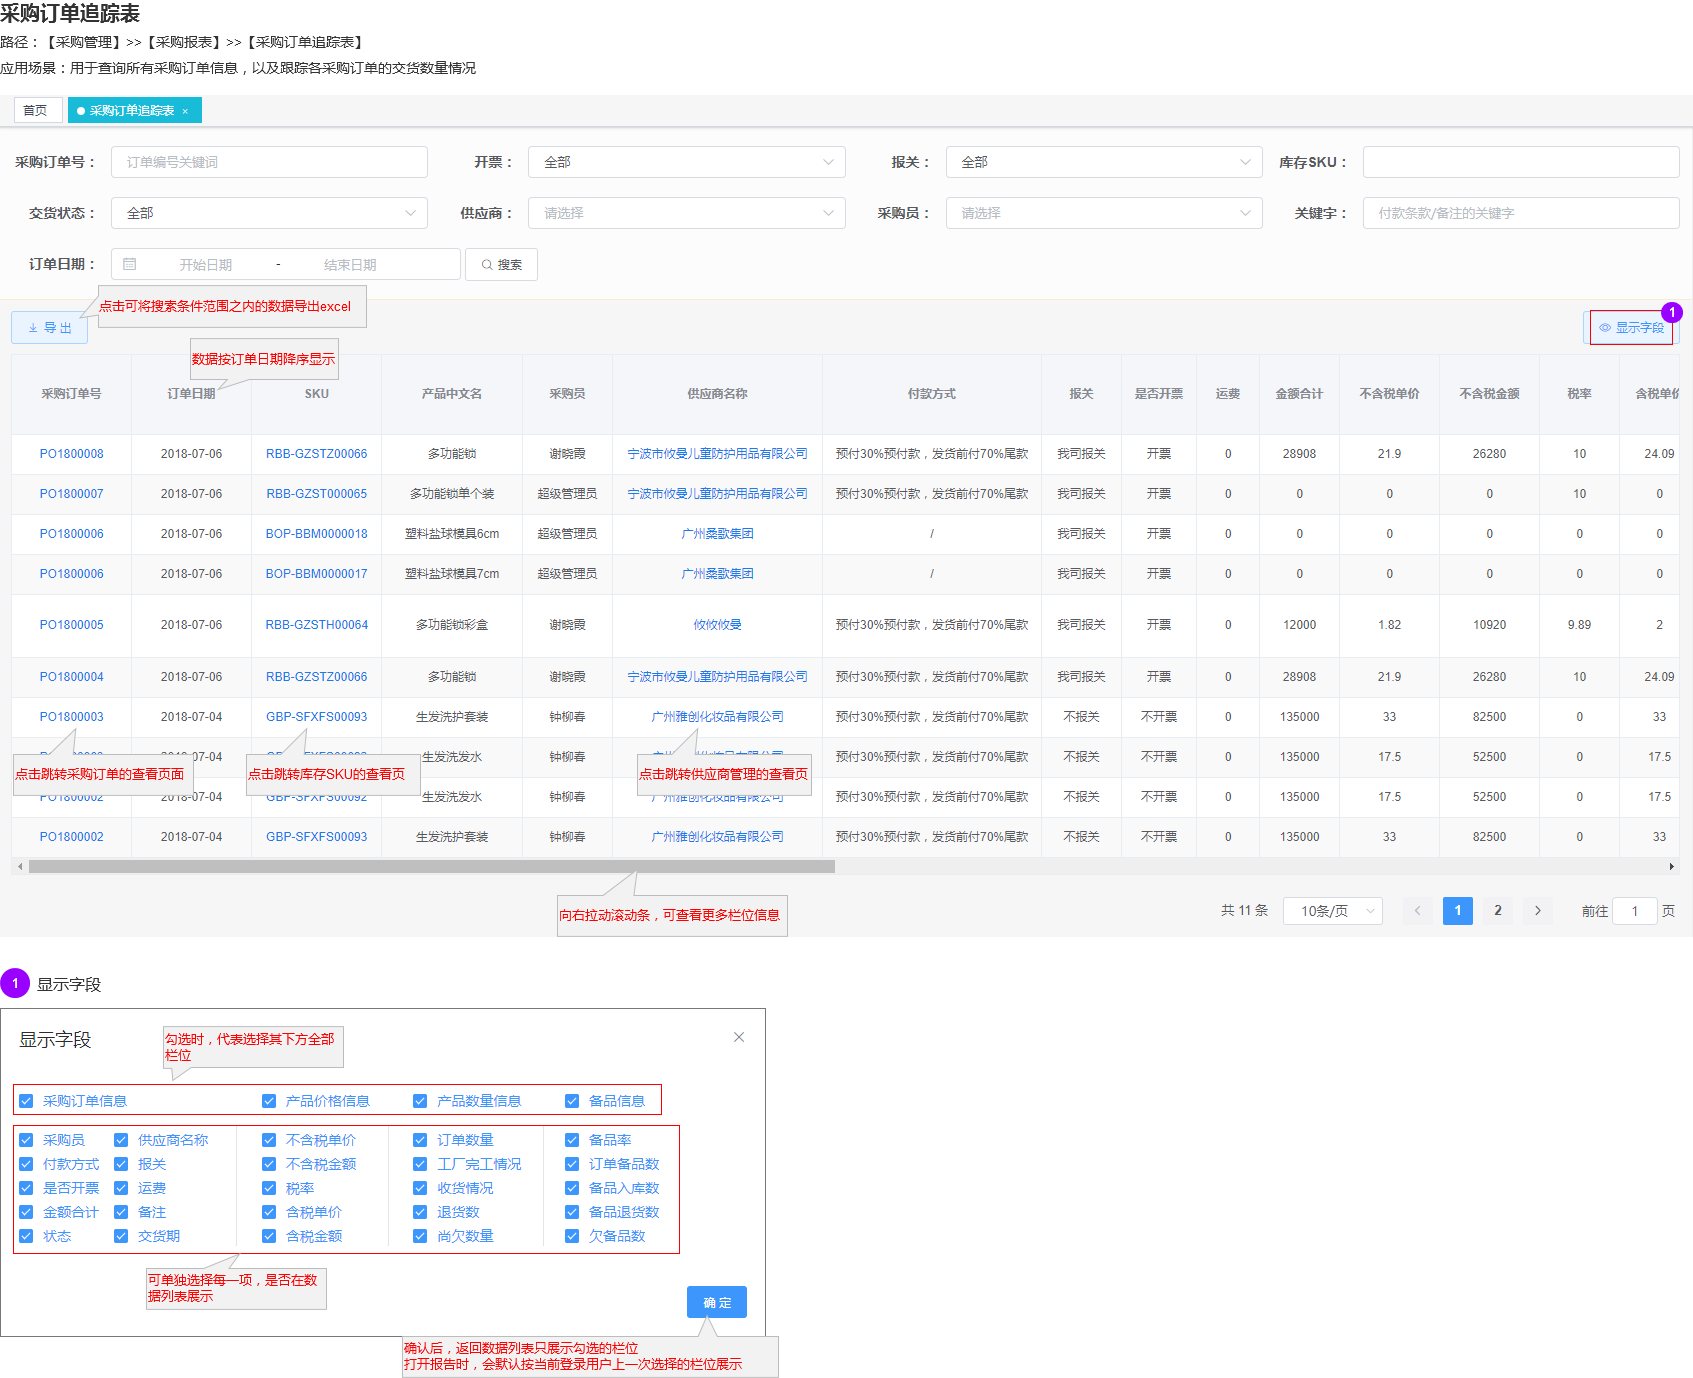 采购订单追踪表
路径：【采购管理】>>【采购报表】>>【采购订单追踪表】
应用场景：用于查询所有采购订单信息，以及跟踪各采购订单的交货数量情况
首页 采购订单追踪表 ×
采购订单号： 订单编号关键词 开票： 全部 报关： 全部 库存SKU：
交货状态： 全部 供应商： 请选择 采购员： 请选择 关键字： 付款条款/备注的关键字
订单日期： 开始日期 - 结束日期 搜索
点击可将搜索条件范围之内的数据导出excel
导 出 显示字段 1
数据按订单日期降序显示
采购订单号 订单日期 SKU 产品中文名 采购员 供应商名称 付款方式 报关 是否开票 运费 金额合计 不含税单价 不含税金额 税率 含税单价
PO1800008 2018-07-06 RBB-GZSTZ00066 多功能锁 谢晓霞 宁波市攸曼儿童防护用品有限公司 预付30%预付款，发货前付70%尾款 我司报关 开票 0 28908 21.9 26280 10 24.09
PO1800007 2018-07-06 RBB-GZST000065 多功能锁单个装 超级管理员 宁波市攸曼儿童防护用品有限公司 预付30%预付款，发货前付70%尾款 我司报关 开票 0 0 0 0 10 0
PO1800006 2018-07-06 BOP-BBM0000018 塑料盐球模具6cm 超级管理员 广州燊歌集团 / 我司报关 开票 0 0 0 0 0 0
PO1800006 2018-07-06 BOP-BBM0000017 塑料盐球模具7cm 超级管理员 广州燊歌集团 / 我司报关 开票 0 0 0 0 0 0
PO1800005 2018-07-06 RBB-GZSTH00064 多功能锁彩盒 谢晓霞 攸攸攸曼 预付30%预付款，发货前付70%尾款 我司报关 开票 0 12000 1.82 10920 9.89 2
PO1800004 2018-07-06 RBB-GZSTZ00066 多功能锁 谢晓霞 宁波市攸曼儿童防护用品有限公司 预付30%预付款，发货前付70%尾款 我司报关 开票 0 28908 21.9 26280 10 24.09
PO1800003 2018-07-04 GBP-SFXFS00093 生发洗护套装 钟柳春 广州雅创化妆品有限公司 预付30%预付款，发货前付70%尾款 不报关 不开票 0 135000 33 82500 0 33
生发洗发水 钟柳春 预付30%预付款，发货前付70%尾款 不报关 不开票 0 135000 17.5 52500 0 17.5
点击跳转采购订单的查看页面 点击跳转库存SKU的查看页 点击跳转供应商管理的查看页
PO1800002 2018-07-04 GBP-SFXFS00092 生发洗发水 钟柳春 广州雅创化妆品有限公司 预付30%预付款，发货前付70%尾款 不报关 不开票 0 135000 17.5 52500 0 17.5
PO1800002 2018-07-04 GBP-SFXFS00093 生发洗护套装 钟柳春 广州雅创化妆品有限公司 预付30%预付款，发货前付70%尾款 不报关 不开票 0 135000 33 82500 0 33
向右拉动滚动条，可查看更多栏位信息
共 11 条 10条/页 1 2 前往 1 页
1 显示字段
显示字段
勾选时，代表选择其下方全部
栏位
采购订单信息 产品价格信息 产品数量信息 备品信息
采购员 供应商名称 不含税单价 订单数量 备品率
付款方式 报关 不含税金额 工厂完工情况 订单备品数
是否开票 运费 税率 收货情况 备品入库数
金额合计 备注 含税单价 退货数 备品退货数
状态 交货期 含税金额 尚欠数量 欠备品数
可单独选择每一项，是否在数
据列表展示
确 定
确认后，返回数据列表只展示勾选的栏位
打开报告时，会默认按当前登录用户上一次选择的栏位展示